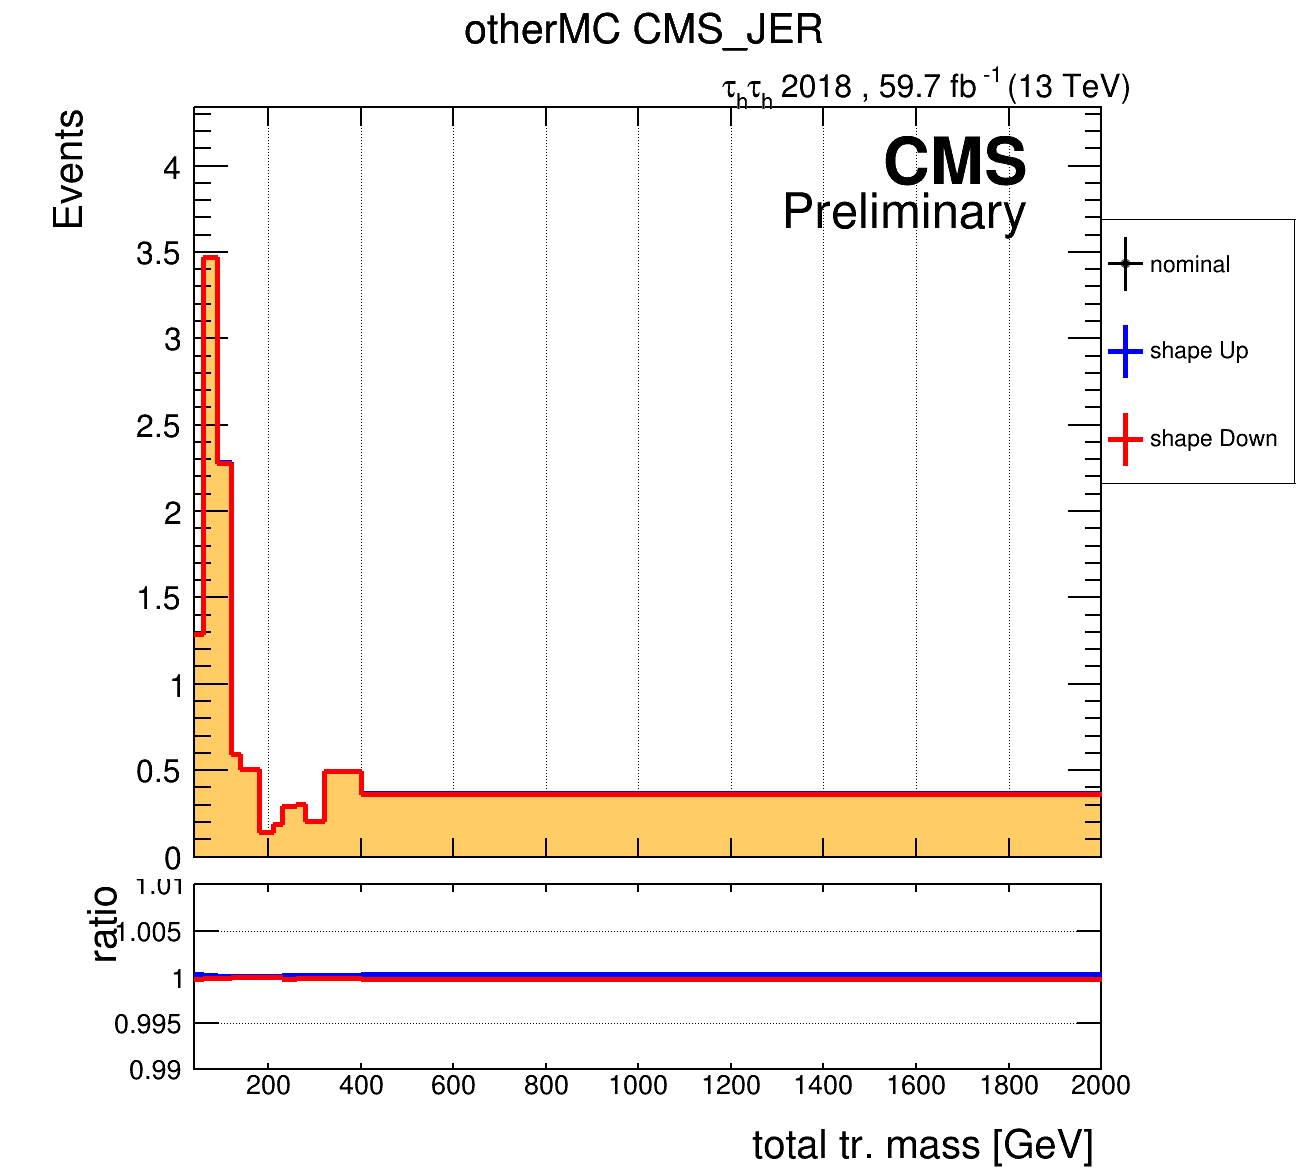 otherMC CMS_JER
τhτh 2018 , 59.7 fb -1 (13 TeV)
Events
CMS
Preliminary
4
3.5
3
2.5
2
1.5
1
0.5
0
nominal
shape Up
shape Down
ratio
1.01
1.005
1
0.995
0.99
200 400 600 800 1000 1200 1400 1600 1800 2000
total tr. mass [GeV]